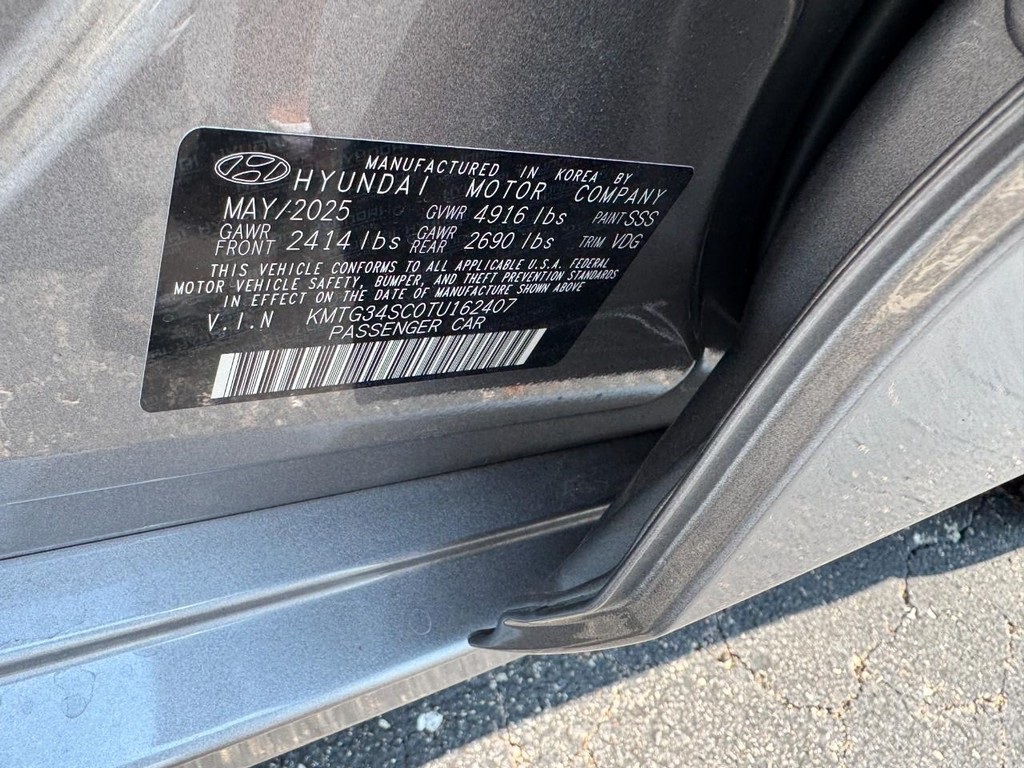 MANUFACTURED IN KOREA BY
HYUNDAI MOTOR COMPANY
MAY/2025 GVWR 4916 lbs PAINT SSS
GAWR FRONT 2414 lbs GAWR REAR 2690 lbs TRIM VDG
THIS VEHICLE CONFORMS TO ALL APPLICABLE U.S.A. FEDERAL
MOTOR VEHICLE SAFETY, BUMPER, AND THEFT PREVENTION STANDARDS
IN EFFECT ON THE DATE OF MANUFACTURE SHOWN ABOVE
V.I.N KMTG34SC0TU162407
PASSENGER CAR